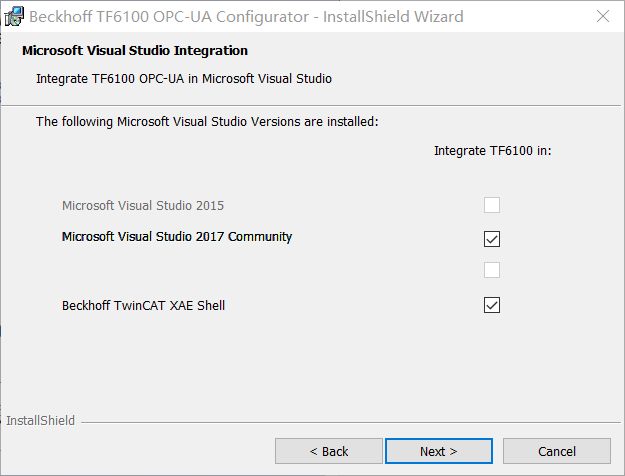 Beckhoff TF6100 OPC-UA Configurator - InstallShield Wizard
Microsoft Visual Studio Integration
Integrate TF6100 OPC-UA in Microsoft Visual Studio
The following Microsoft Visual Studio Versions are installed:
Integrate TF6100 in:
Microsoft Visual Studio 2015
Microsoft Visual Studio 2017 Community
Beckhoff TwinCAT XAE Shell
InstallShield
< Back Next > Cancel